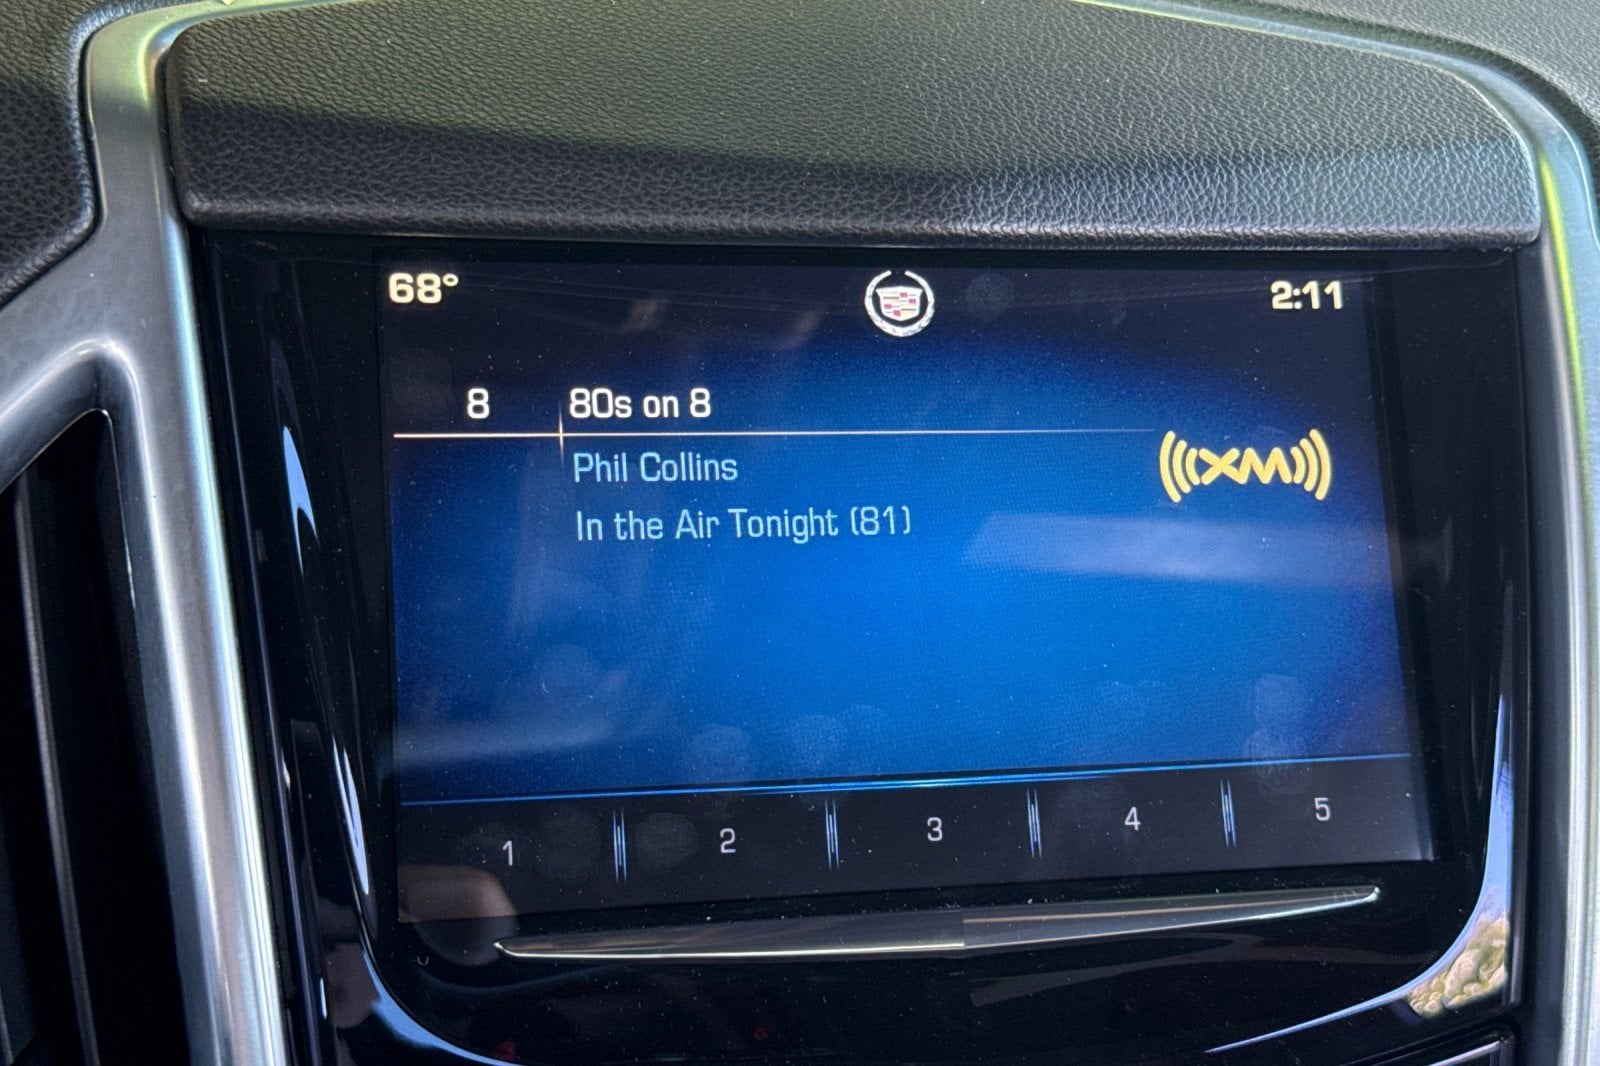 68°
2:11
8 80s on 8
Phil Collins
((( XM )))
In the Air Tonight (81)
1 2 3 4 5